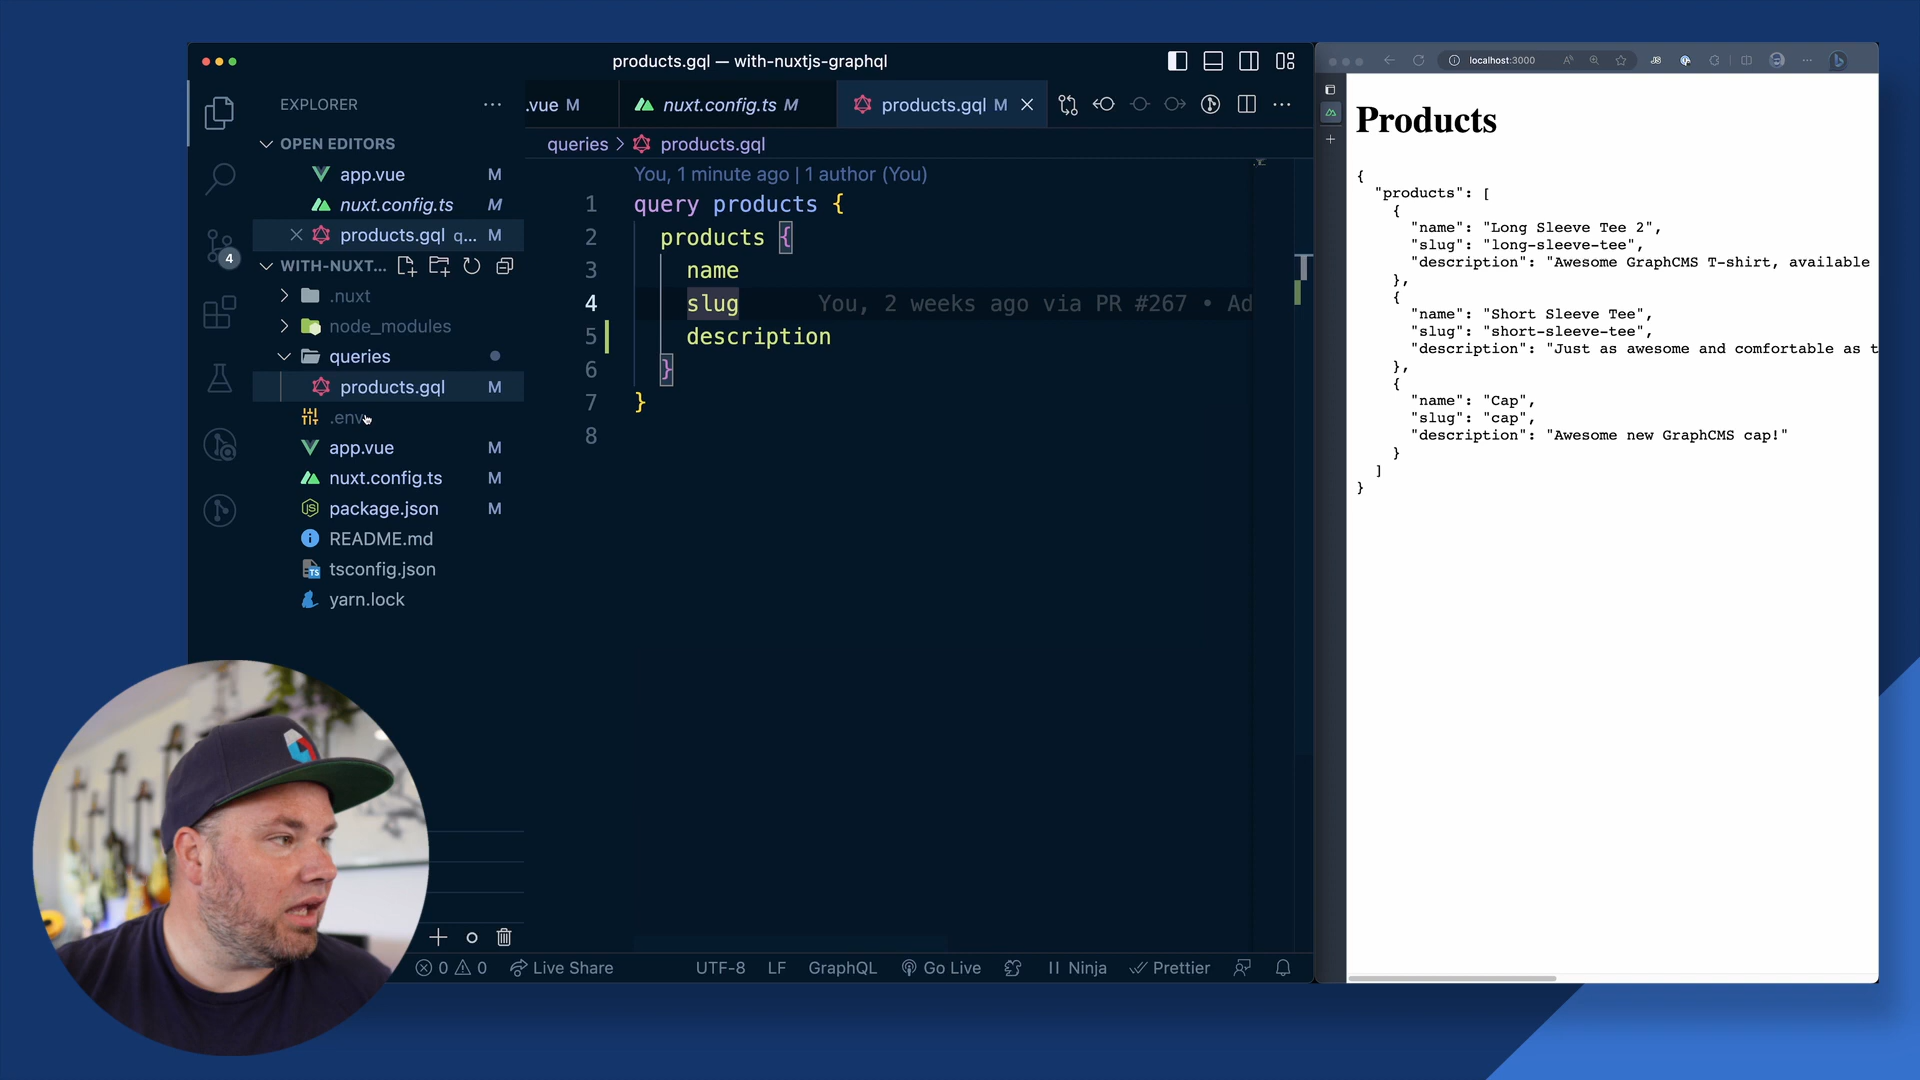 products.gql — with-nuxtjs-graphql
EXPLORER
OPEN EDITORS
app.vue M
nuxt.config.ts M
products.gql q... M
WITH-NUXT...
.nuxt
node_modules
queries
products.gql M
.env
app.vue M
nuxt.config.ts M
package.json M
README.md
tsconfig.json
yarn.lock
4
.vue M
nuxt.config.ts M
products.gql M
queries > products.gql
You, 1 minute ago | 1 author (You)
1 query products {
2 products {
3 name
4 slug You, 2 weeks ago via PR #267 • Ad
5 description
6 }
7 }
8
0 0 Live Share UTF-8 LF GraphQL Go Live Ninja Prettier
localhost:3000
Products
{
"products": [
{
"name": "Long Sleeve Tee 2",
"slug": "long-sleeve-tee",
"description": "Awesome GraphCMS T-shirt, available
},
{
"name": "Short Sleeve Tee",
"slug": "short-sleeve-tee",
"description": "Just as awesome and comfortable as t
},
{
"name": "Cap",
"slug": "cap",
"description": "Awesome new GraphCMS cap!"
}
]
}